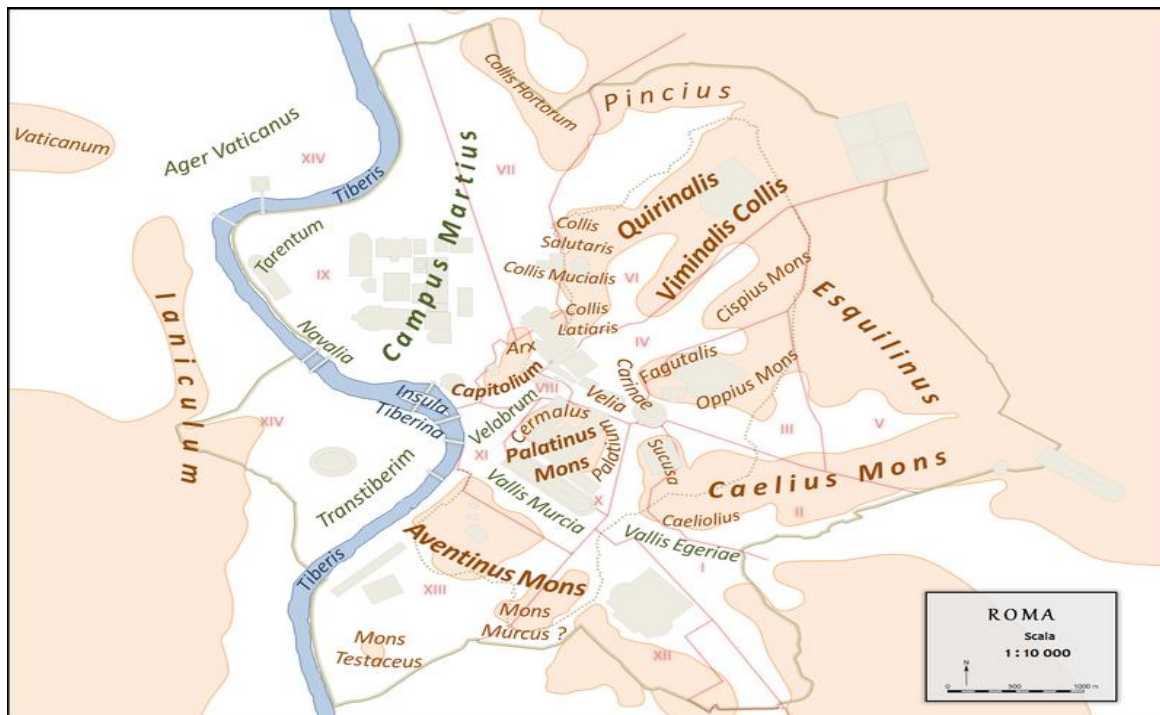 Collis Hortorum
Pincius
Vaticanum
Ager Vaticanus
XIV
Tiberis
VII
Campus Martius
Quirinalis
Viminalis Collis
Collis
Salutaris
Tarentum
IX
Collis Mucialis
VI
Cispius Mons
Esquilinus
Ianiculum
Collis
Latiaris
Navalia
IV
Arx
Capitolium
Fagutalis
Carinae
Oppius Mons
VIII
Velia
Insula
Tiberina
Velabrum
Cermalus
XIV
III
V
XI
Palatinus
Mons
Palatium
Sucusa
Caelius Mons
Transtiberim
Vallis Murcia
X
Caeliolius
II
Aventinus Mons
Vallis Egeriae
I
Tiberis
XIII
Mons
Murcus ?
Mons
Testaceus
XII
ROMA
Scala
1 : 10 000
N
0 500 1000 m